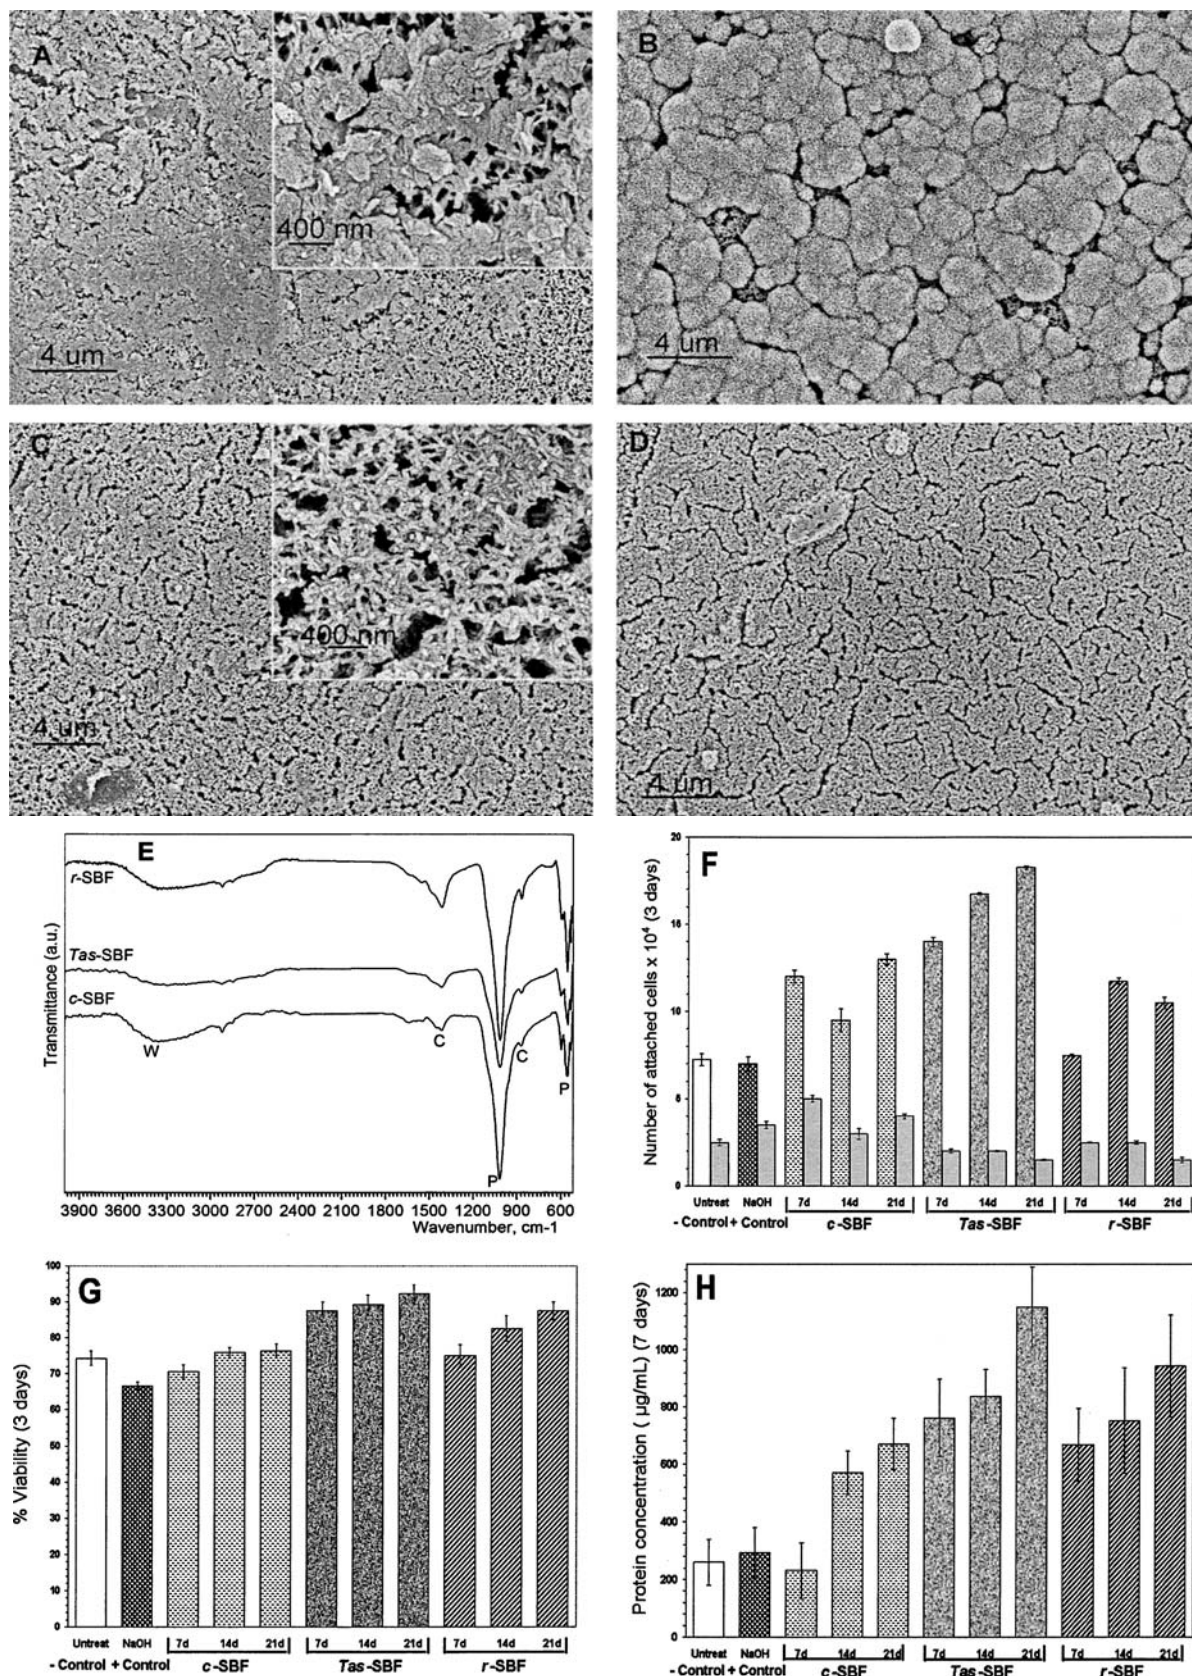 A
400 nm
4 um
B
4 um
C
400 nm
4 um
D
4 um
E
r-SBF
Tas-SBF
c-SBF
W
C
C
P
P
Transmittance (a.u.)
3900 3600 3300 3000 2700 2400 2100 1800 1500 1200 900 600
Wavenumber, cm-1
F
Number of attached cells x 10⁴ (3 days)
20
15
10
5
0
Untreat NaOH 7d 14d 21d 7d 14d 21d 7d 14d 21d
- Control + Control c-SBF Tas-SBF r-SBF
G
% Viability (3 days)
100
90
80
70
60
50
40
30
20
10
0
Untreat NaOH 7d 14d 21d 7d 14d 21d 7d 14d 21d
- Control + Control c-SBF Tas-SBF r-SBF
H
Protein concentration ( µg/mL) (7 days)
1200
1000
800
600
400
200
0
Untreat NaOH 7d 14d 21d 7d 14d 21d 7d 14d 21d
- Control + Control c-SBF Tas-SBF r-SBF